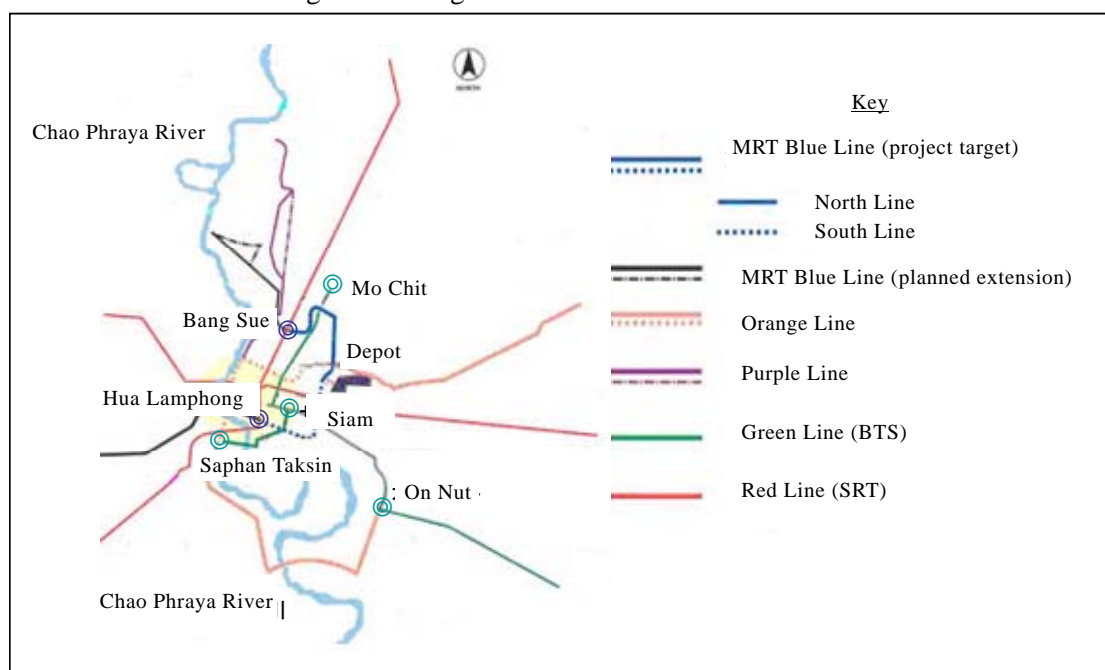 NORTH
Chao Phraya River
Mo Chit
Bang Sue
Depot
Hua Lamphong
Siam
Saphan Taksin
: On Nut
Chao Phraya River
Key
MRT Blue Line (project target)
North Line
South Line
MRT Blue Line (planned extension)
Orange Line
Purple Line
Green Line (BTS)
Red Line (SRT)